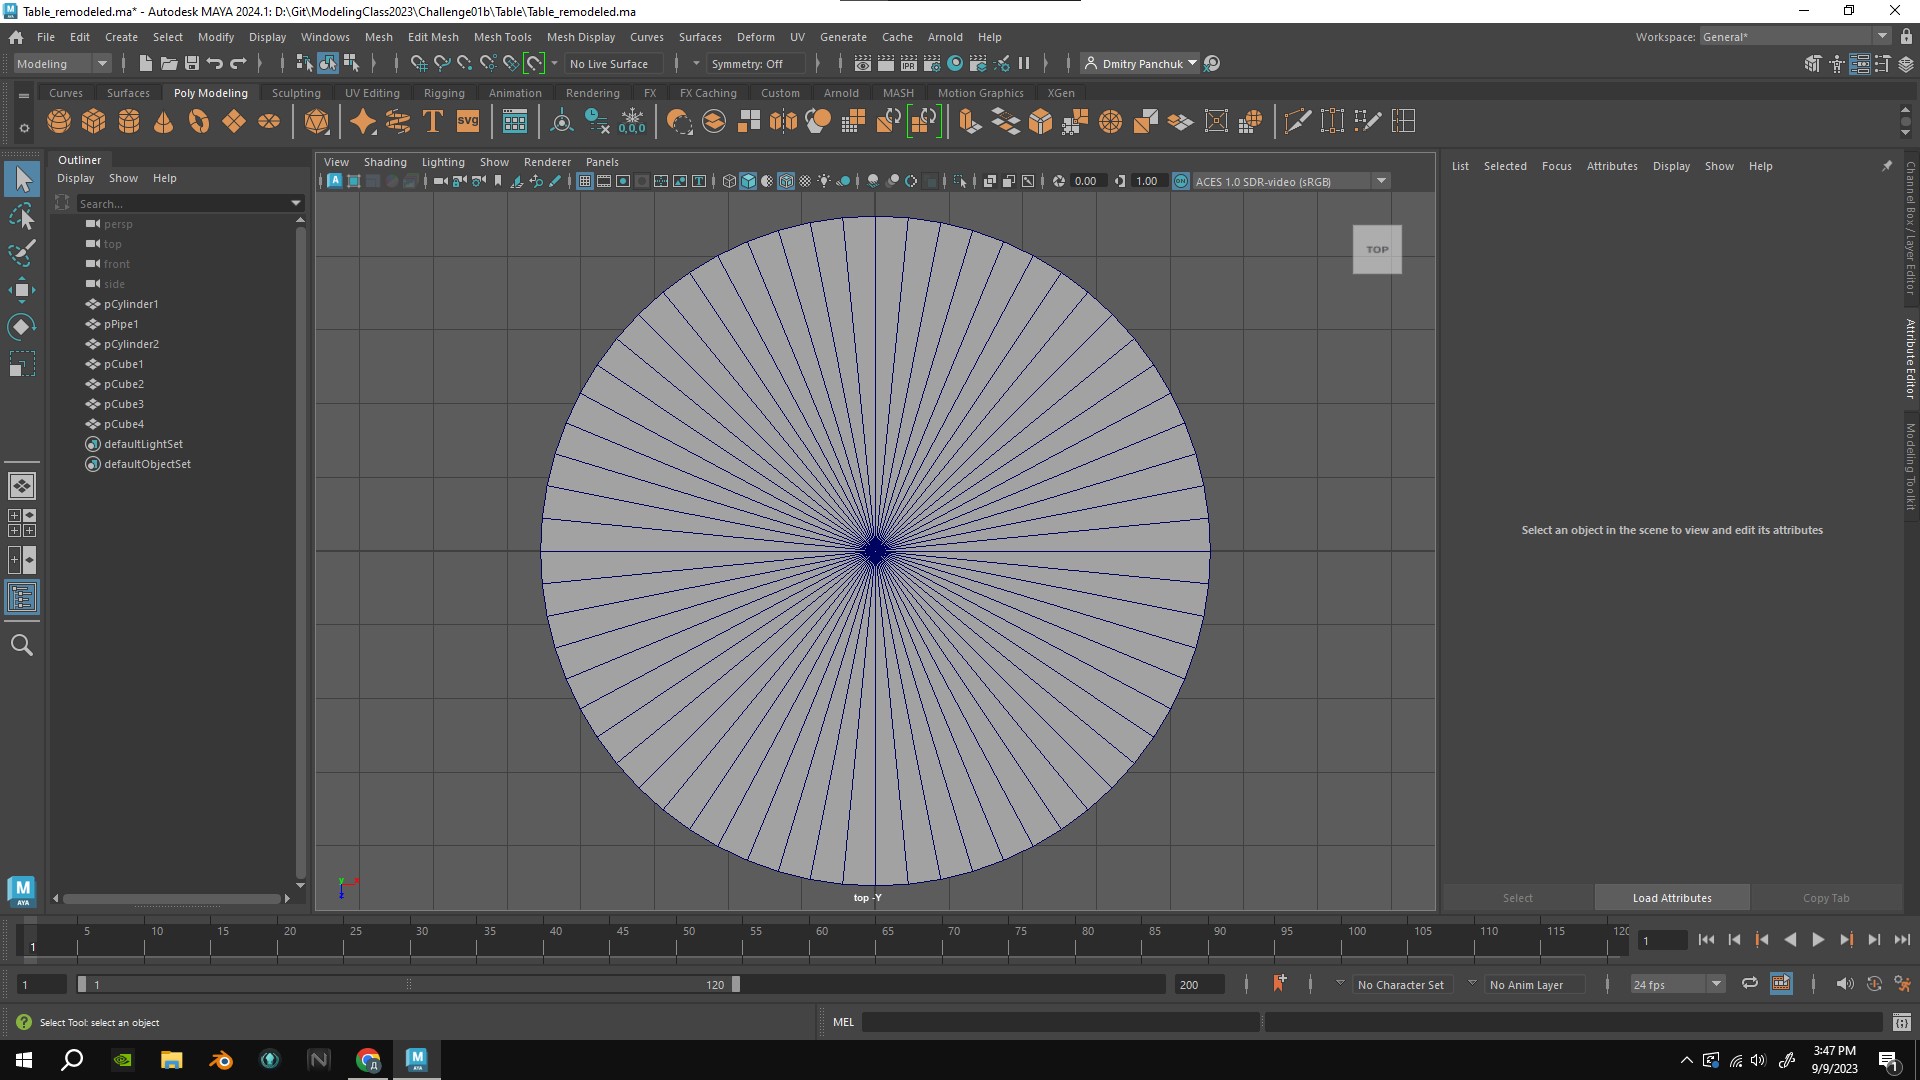 Table_remodeled.ma* - Autodesk MAYA 2024.1: D:\Git\ModelingClass2023\Challenge01b\Table\Table_remodeled.ma
File Edit Create Select Modify Display Windows Mesh Edit Mesh Mesh Tools Mesh Display Curves Surfaces Deform UV Generate Cache Arnold Help
Workspace: General*
Modeling No Live Surface Symmetry: Off IPR Dmitry Panchuk
Curves Surfaces Poly Modeling Sculpting UV Editing Rigging Animation Rendering FX FX Caching Custom Arnold MASH Motion Graphics XGen
T svg 0,0,0
Outliner
Display Show Help
Search...
persp
top
front
side
pCylinder1
pPipe1
pCylinder2
pCube1
pCube2
pCube3
pCube4
defaultLightSet
defaultObjectSet
View Shading Lighting Show Renderer Panels
A 0.00 1.00 ON ACES 1.0 SDR-video (sRGB)
TOP
top -Y
y x z
List Selected Focus Attributes Display Show Help
Select an object in the scene to view and edit its attributes
Select Load Attributes Copy Tab
Channel Box / Layer Editor
Attribute Editor
Modeling Toolkit
M
AYA
1 5 10 15 20 25 30 35 40 45 50 55 60 65 70 75 80 85 90 95 100 105 110 115 120
1
1 1 120 200 No Character Set No Anim Layer 24 fps
Select Tool: select an object
MEL
3:47 PM
9/9/2023
1